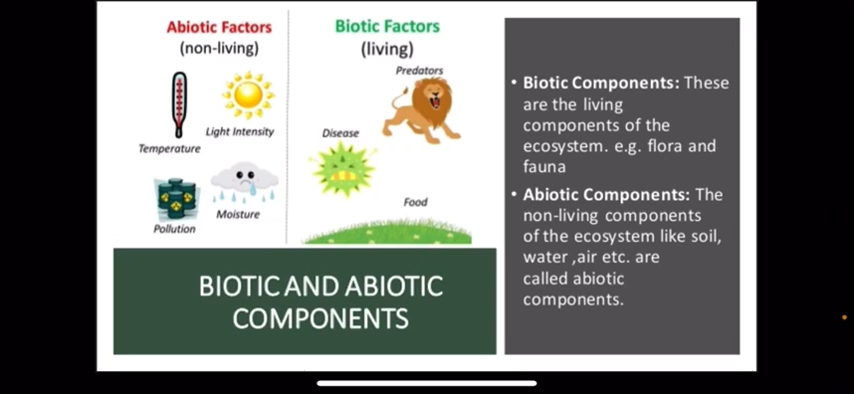 Abiotic Factors
(non-living)
Temperature
Light Intensity
Pollution
Moisture
Biotic Factors
(living)
Predators
Disease
Food
BIOTIC AND ABIOTIC
COMPONENTS
• Biotic Components: These
are the living
components of the
ecosystem. e.g. flora and
fauna
• Abiotic Components: The
non-living components
of the ecosystem like soil,
water ,air etc. are
called abiotic
components.